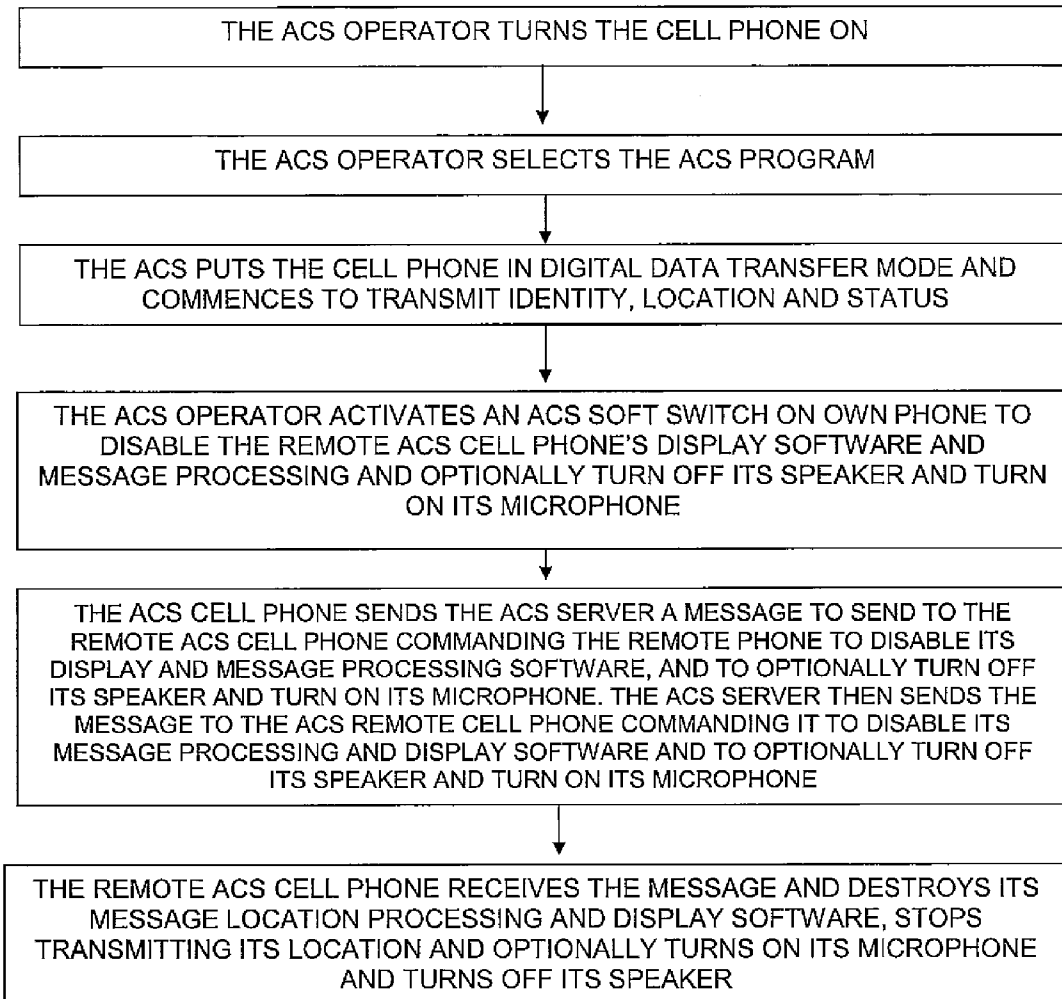 THE ACS OPERATOR TURNS THE CELL PHONE ON
THE ACS OPERATOR SELECTS THE ACS PROGRAM
THE ACS PUTS THE CELL PHONE IN DIGITAL DATA TRANSFER MODE AND
COMMENCES TO TRANSMIT IDENTITY, LOCATION AND STATUS
THE ACS OPERATOR ACTIVATES AN ACS SOFT SWITCH ON OWN PHONE TO
DISABLE THE REMOTE ACS CELL PHONE'S DISPLAY SOFTWARE AND
MESSAGE PROCESSING AND OPTIONALLY TURN OFF ITS SPEAKER AND TURN
ON ITS MICROPHONE
THE ACS CELL PHONE SENDS THE ACS SERVER A MESSAGE TO SEND TO THE
REMOTE ACS CELL PHONE COMMANDING THE REMOTE PHONE TO DISABLE ITS
DISPLAY AND MESSAGE PROCESSING SOFTWARE, AND TO OPTIONALLY TURN OFF
ITS SPEAKER AND TURN ON ITS MICROPHONE. THE ACS SERVER THEN SENDS THE
MESSAGE TO THE ACS REMOTE CELL PHONE COMMANDING IT TO DISABLE ITS
MESSAGE PROCESSING AND DISPLAY SOFTWARE AND TO OPTIONALLY TURN OFF
ITS SPEAKER AND TURN ON ITS MICROPHONE
THE REMOTE ACS CELL PHONE RECEIVES THE MESSAGE AND DESTROYS ITS
MESSAGE LOCATION PROCESSING AND DISPLAY SOFTWARE, STOPS
TRANSMITTING ITS LOCATION AND OPTIONALLY TURNS ON ITS MICROPHONE
AND TURNS OFF ITS SPEAKER